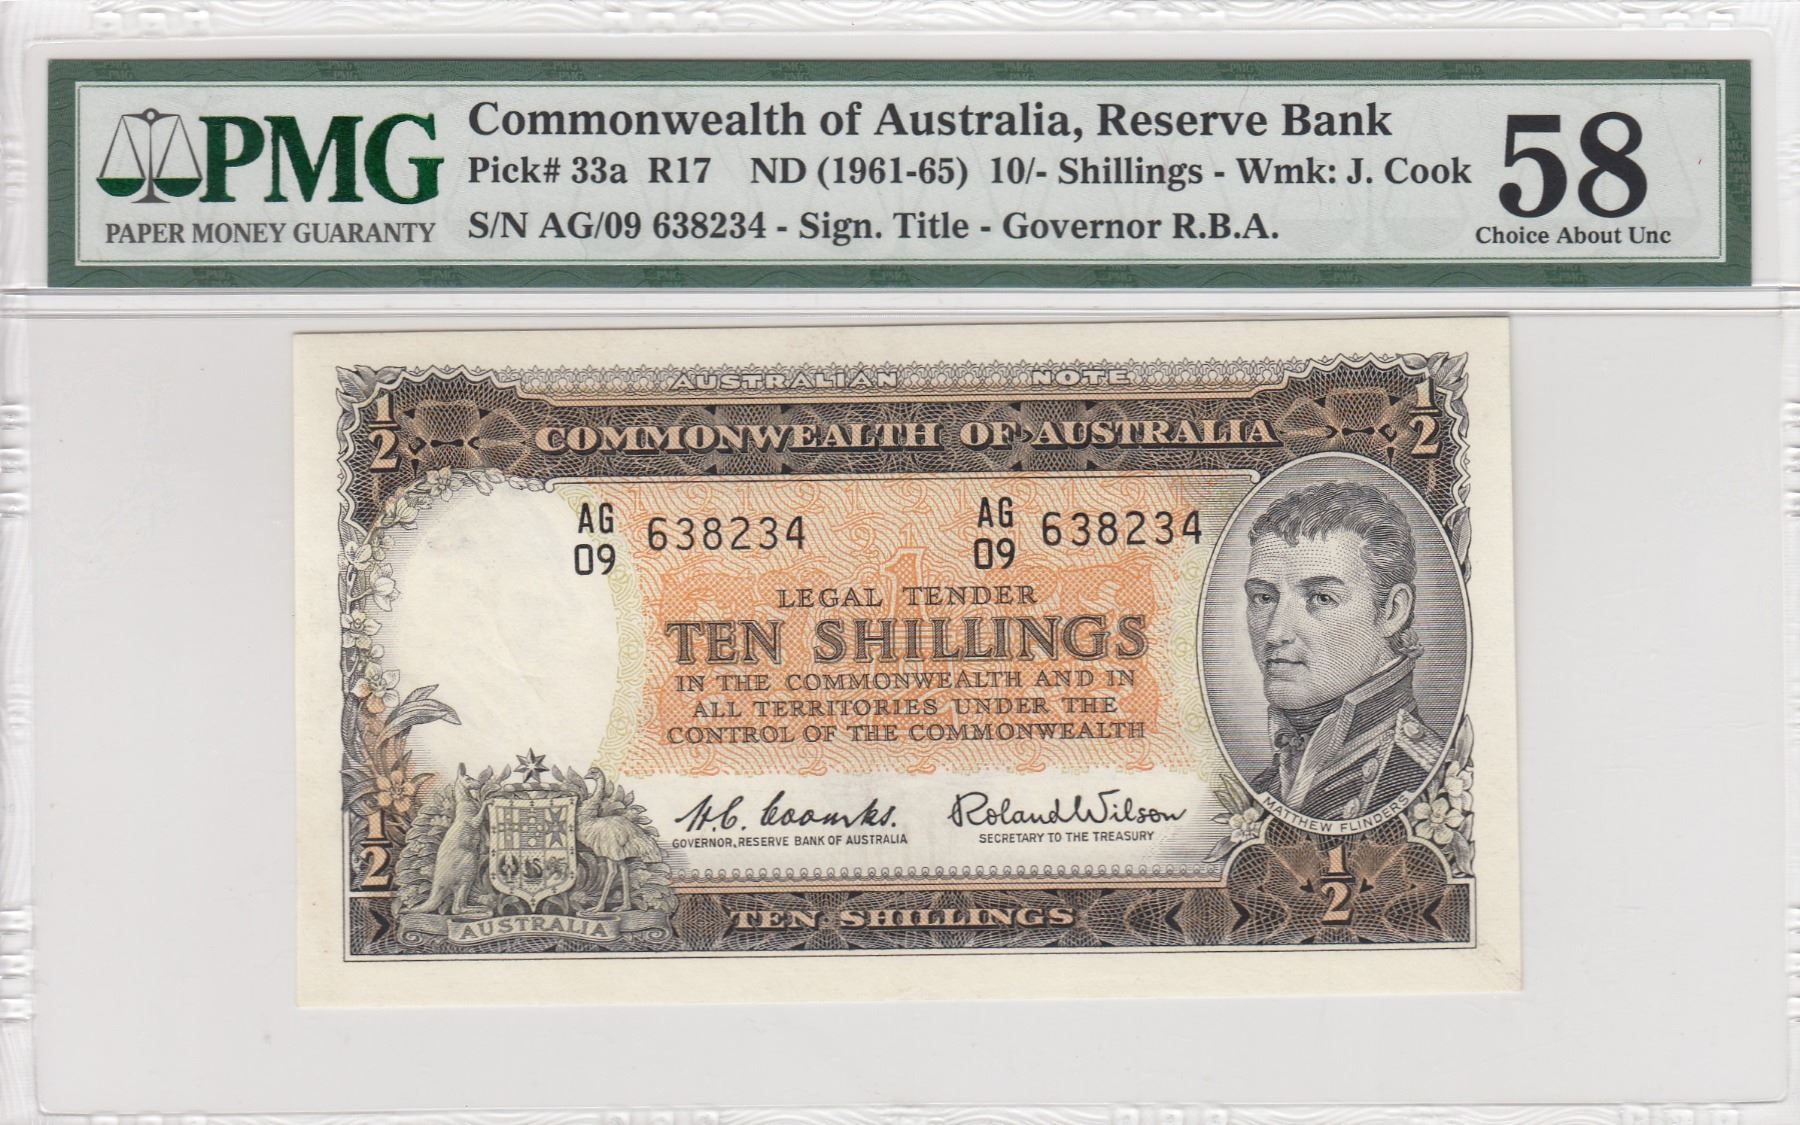 PMG
PAPER MONEY GUARANTY
Commonwealth of Australia, Reserve Bank
Pick# 33a R17 ND (1961-65) 10/- Shillings - Wmk: J. Cook
S/N AG/09 638234 - Sign. Title - Governor R.B.A.
58
Choice About Unc
AUSTRALIAN NOTE
1/2
COMMONWEALTH OF AUSTRALIA
1/2
AG
09 638234
AG
09 638234
LEGAL TENDER
TEN SHILLINGS
IN THE COMMONWEALTH AND IN
ALL TERRITORIES UNDER THE
CONTROL OF THE COMMONWEALTH
H.C. Coombs.
GOVERNOR, RESERVE BANK OF AUSTRALIA
Roland Wilson
SECRETARY TO THE TREASURY
MATTHEW FLINDERS
1/2
1/2
AUSTRALIA
TEN SHILLINGS